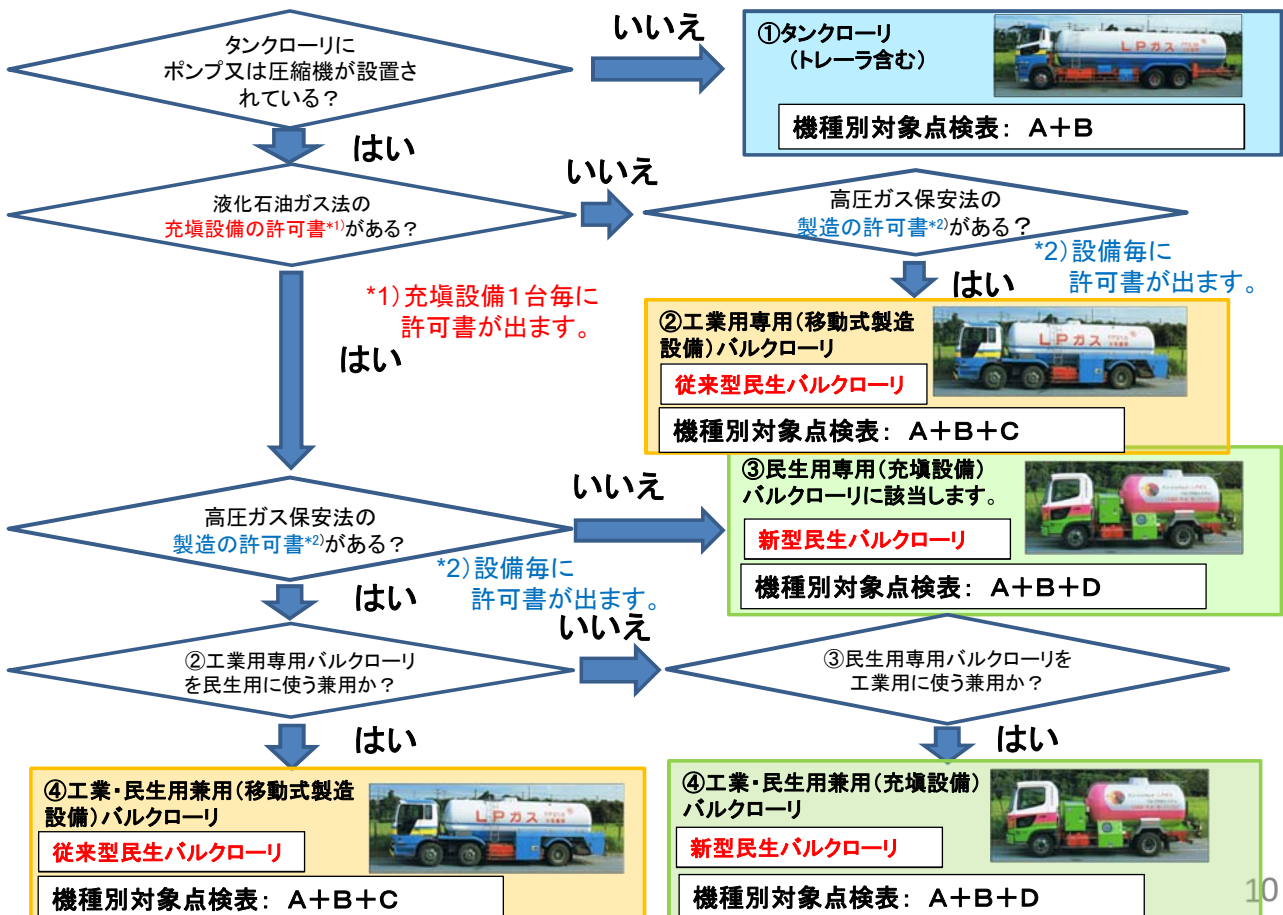 タンクローリに
ポンプ又は圧縮機が設置さ
れている？
いいえ
①タンクローリ
（トレーラ含む）
LPガス
機種別対象点検表： A＋B
はい
液化石油ガス法の
充塡設備の許可書*1)がある？
いいえ
高圧ガス保安法の
製造の許可書*2)がある？
*2）設備毎に
許可書が出ます。
はい
*1）充塡設備１台毎に
許可書が出ます。
はい
②工業用専用（移動式製造
設備）バルクローリ
LPガス
従来型民生バルクローリ
機種別対象点検表： A＋B＋C
高圧ガス保安法の
製造の許可書*2)がある？
いいえ
③民生用専用（充塡設備）
バルクローリに該当します。
新型民生バルクローリ
機種別対象点検表： A＋B＋D
*2）設備毎に
許可書が出ます。
はい
②工業用専用バルクローリ
を民生用に使う兼用か？
いいえ
③民生用専用バルクローリを
工業用に使う兼用か？
はい
はい
④工業・民生用兼用（移動式製造
設備）バルクローリ
LPガス
従来型民生バルクローリ
機種別対象点検表： A＋B＋C
④工業・民生用兼用（充塡設備）
バルクローリ
新型民生バルクローリ
機種別対象点検表： A＋B＋D
10